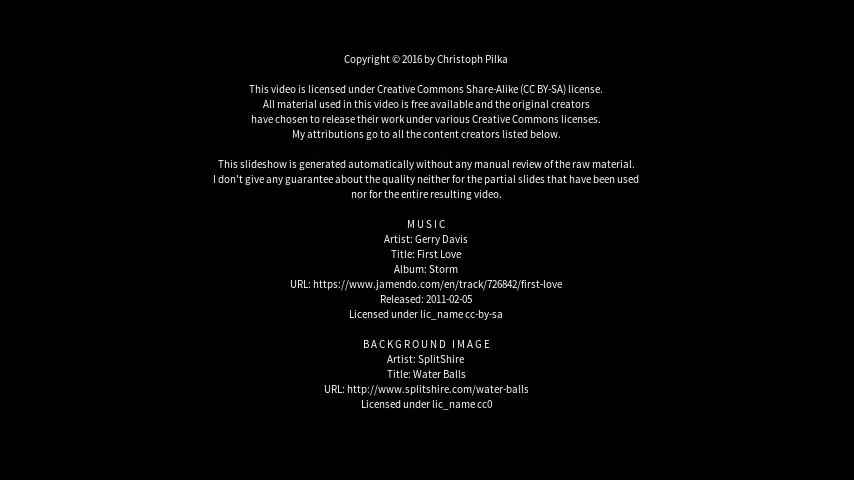 Copyright © 2016 by Christoph Pilka
This video is licensed under Creative Commons Share-Alike (CC BY-SA) license.
All material used in this video is free available and the original creators
have chosen to release their work under various Creative Commons licenses.
My attributions go to all the content creators listed below.
This slideshow is generated automatically without any manual review of the raw material.
I don't give any guarantee about the quality neither for the partial slides that have been used
nor for the entire resulting video.
MUSIC
Artist: Gerry Davis
Title: First Love
Album: Storm
URL: https://www.jamendo.com/en/track/726842/first-love
Released: 2011-02-05
Licensed under lic_name cc-by-sa
BACKGROUND IMAGE
Artist: SplitShire
Title: Water Balls
URL: http://www.splitshire.com/water-balls
Licensed under lic_name cc0